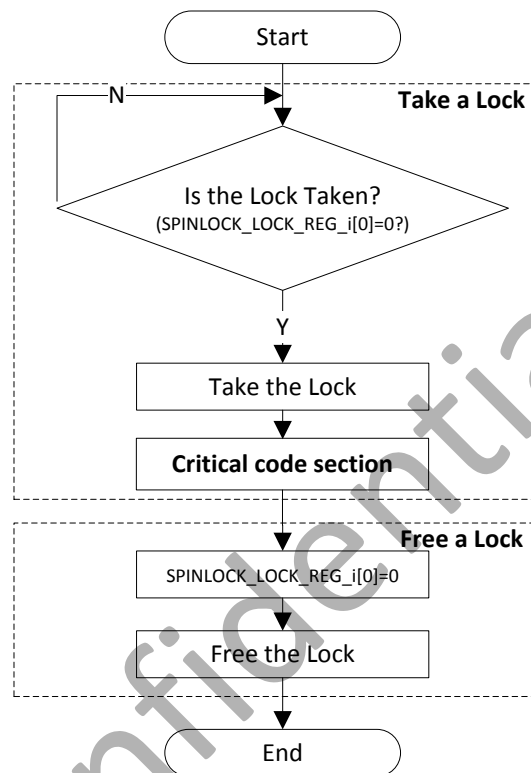 Start
N
Take a Lock
Is the Lock Taken?
(SPINLOCK_LOCK_REG_i[0]=0?)
Y
Take the Lock
Critical code section
Free a Lock
SPINLOCK_LOCK_REG_i[0]=0
Free the Lock
End
nfidentia